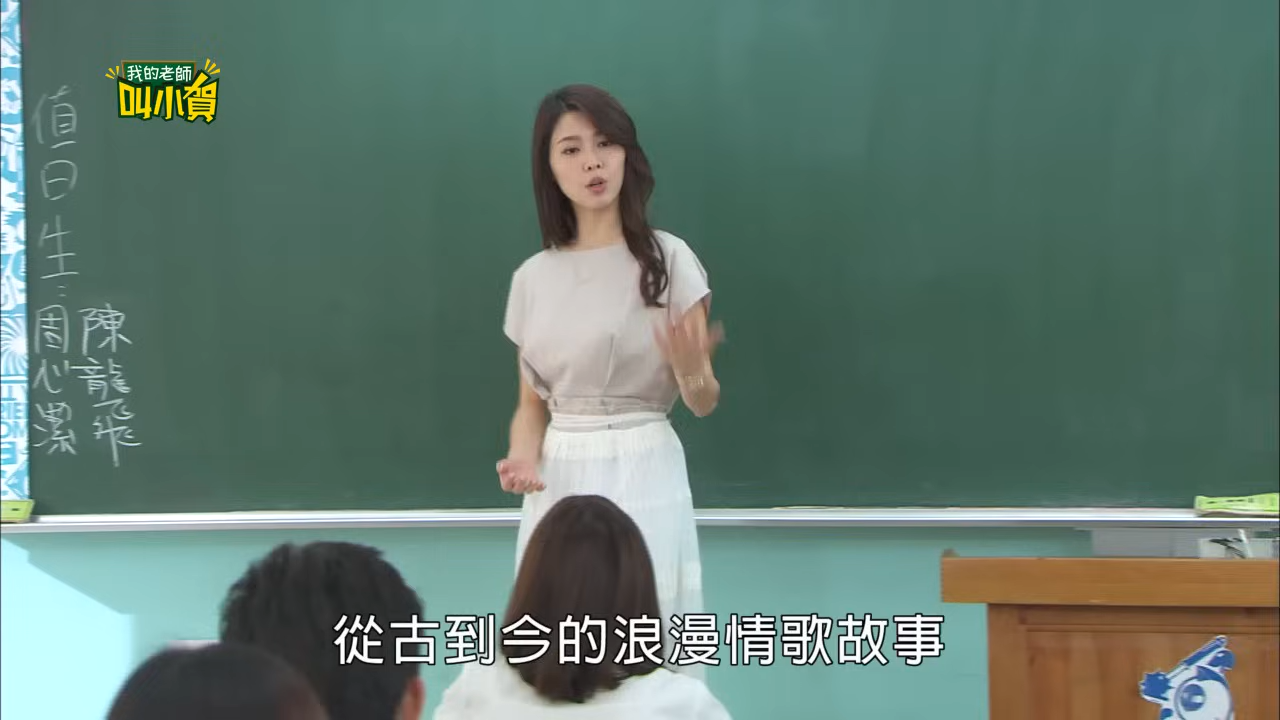 我的老師
叫小賀
值日生：
周心潔
陳龍飛
從古到今的浪漫情歌故事